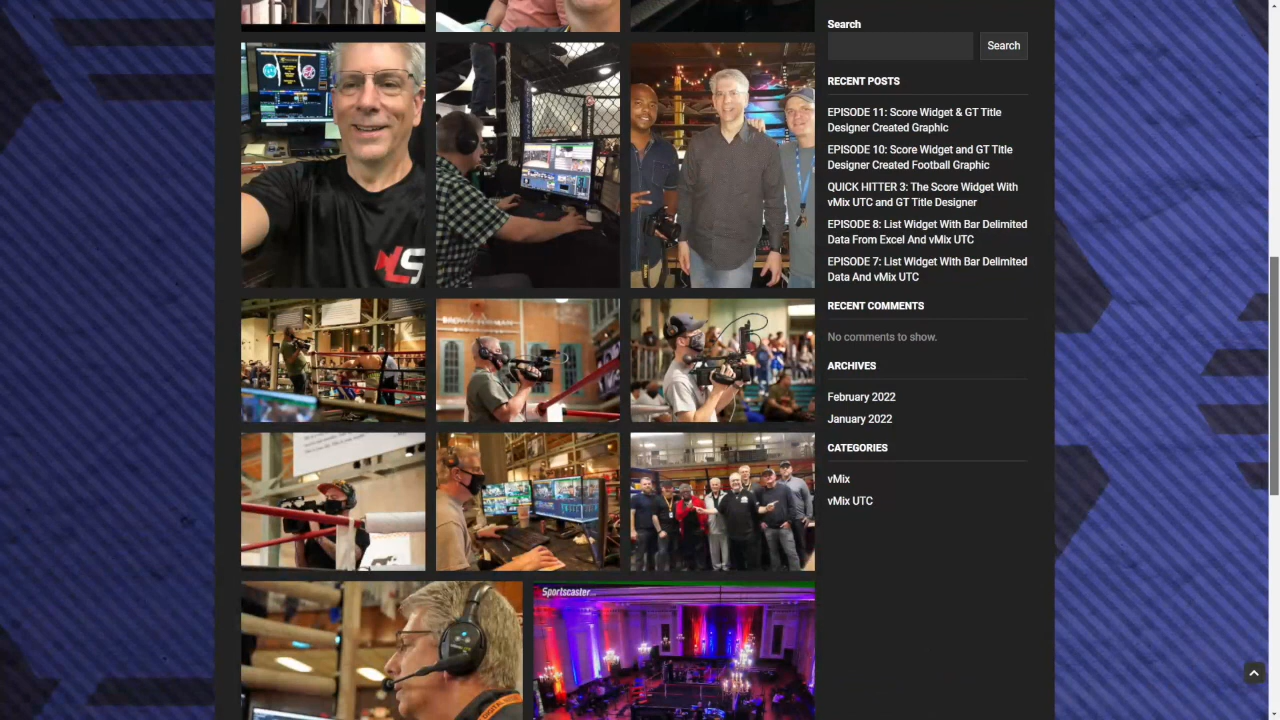 Search
Search
RECENT POSTS
EPISODE 11: Score Widget & GT Title
Designer Created Graphic
EPISODE 10: Score Widget and GT Title
Designer Created Football Graphic
QUICK HITTER 3: The Score Widget With
vMix UTC and GT Title Designer
EPISODE 8: List Widget With Bar Delimited
Data From Excel And vMix UTC
EPISODE 7: List Widget With Bar Delimited
Data And vMix UTC
RECENT COMMENTS
No comments to show.
ARCHIVES
February 2022
January 2022
CATEGORIES
vMix
vMix UTC
LS
Sportscaster...